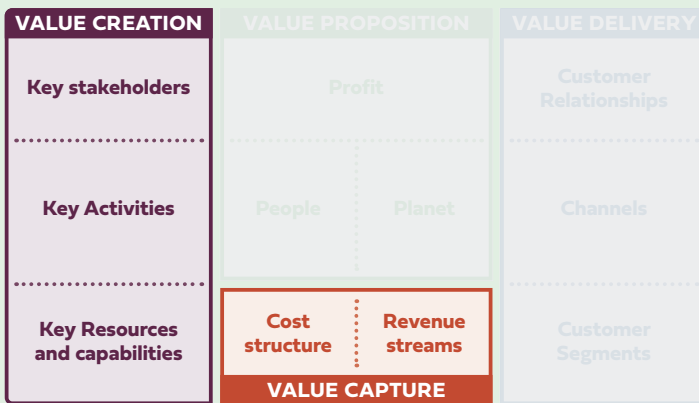 VALUE CREATION
Key stakeholders
Key Activities
Key Resources
and capabilities
VALUE PROPOSITION
Profit
People
Planet
Cost
structure
Revenue
streams
VALUE CAPTURE
VALUE DELIVERY
Customer
Relationships
Channels
Customer
Segments